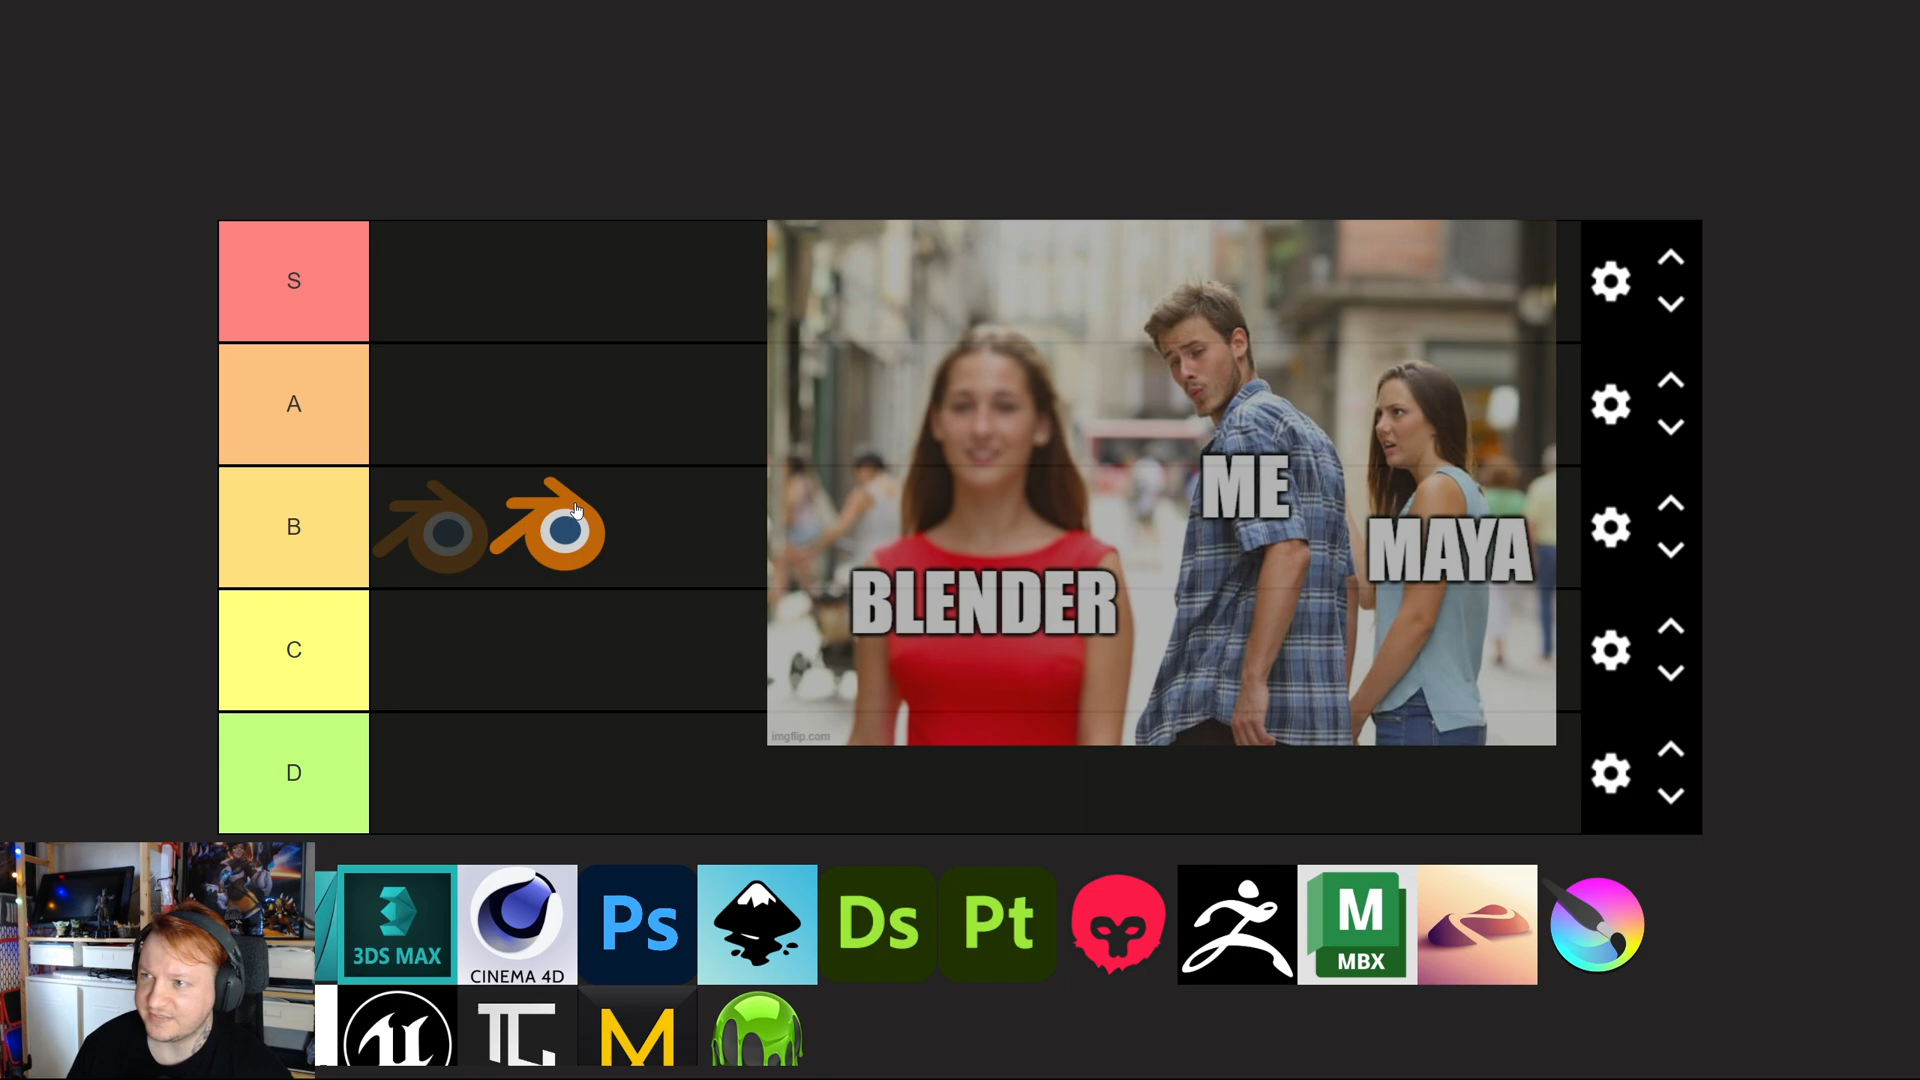 S
A
B
C
D
BLENDER
ME
MAYA
imgflip.com
3DS MAX
CINEMA 4D
Ps
Ds
Pt
M
MBX
M